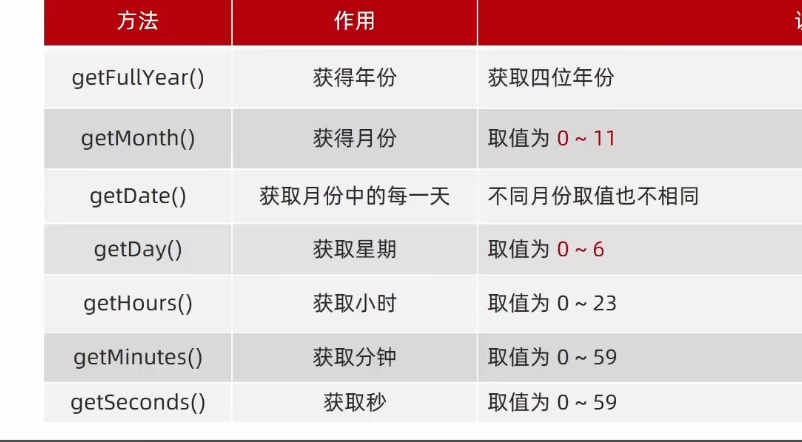 方法 作用
getFullYear() 获得年份 获取四位年份
getMonth() 获得月份 取值为 0 ~ 11
getDate() 获取月份中的每一天 不同月份取值也不相同
getDay() 获取星期 取值为 0 ~ 6
getHours() 获取小时 取值为 0 ~ 23
getMinutes() 获取分钟 取值为 0 ~ 59
getSeconds() 获取秒 取值为 0 ~ 59